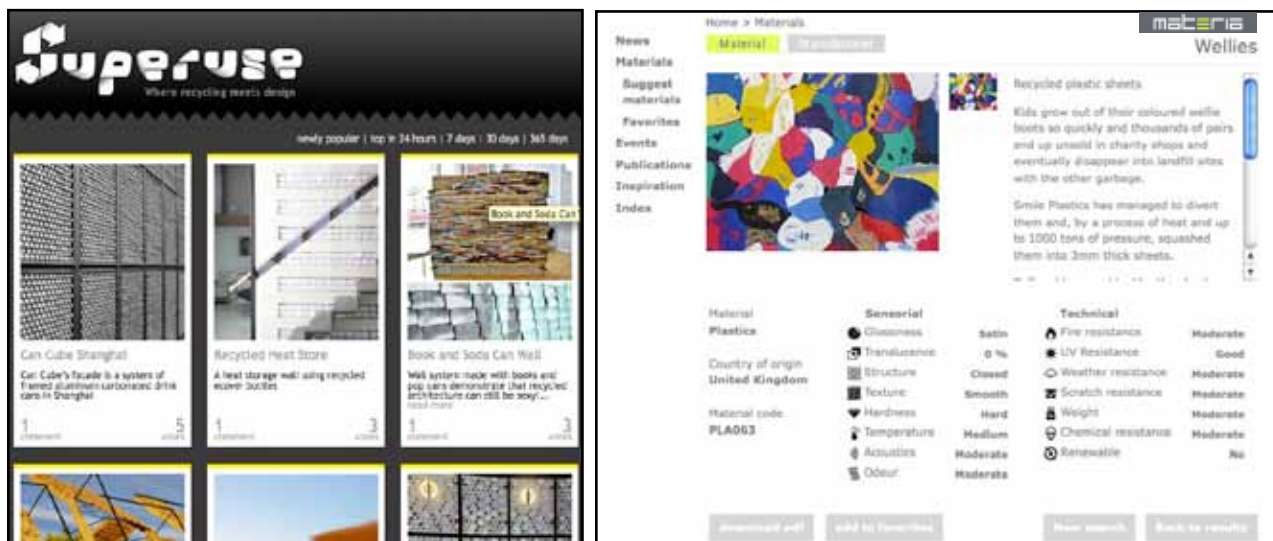 Superuse
Where recycling meets design
newly popular | top in 24 hours | 7 days | 30 days | 365 days
Book and Soda Can
Can Cube Shanghai
Can Cube's facade is a system of
framed aluminum carbonated drink
cans in Shanghai
1
5
Recycled Heat Store
A heat storage wall using recycled
ecover bottles
1
3
Book and Soda Can Wall
Wall system made with books and
pop cans demonstrate that recycled
architecture can still be sexy!...
read more
1
3
Home > Materials
materia
News
Materials
Suggest
materials
Favorites
Events
Publications
Inspiration
Index
Material
Manufacturer
Wellies
Recycled plastic sheets
Kids grow out of their coloured wellie
boots so quickly and thousands of pairs
end up unsold in charity shops and
eventually disappear into landfill sites
with the other garbage.
Smile Plastics has managed to divert
them and, by a process of heat and up
to 1000 tons of pressure, squashed
them into 3mm thick sheets.
Material
Plastics
Country of origin
United Kingdom
Material code
PLA063
Sensorial
Glossiness Satin
Translucence 0 %
Structure Closed
Texture Smooth
Hardness Hard
Temperature Medium
Acoustics Moderate
Odeur Moderate
Technical
Fire resistance Moderate
UV Resistance Good
Weather resistance Moderate
Scratch resistance Moderate
Weight Moderate
Chemical resistance Moderate
Renewable No
download pdf
add to favorites
New search
Back to results